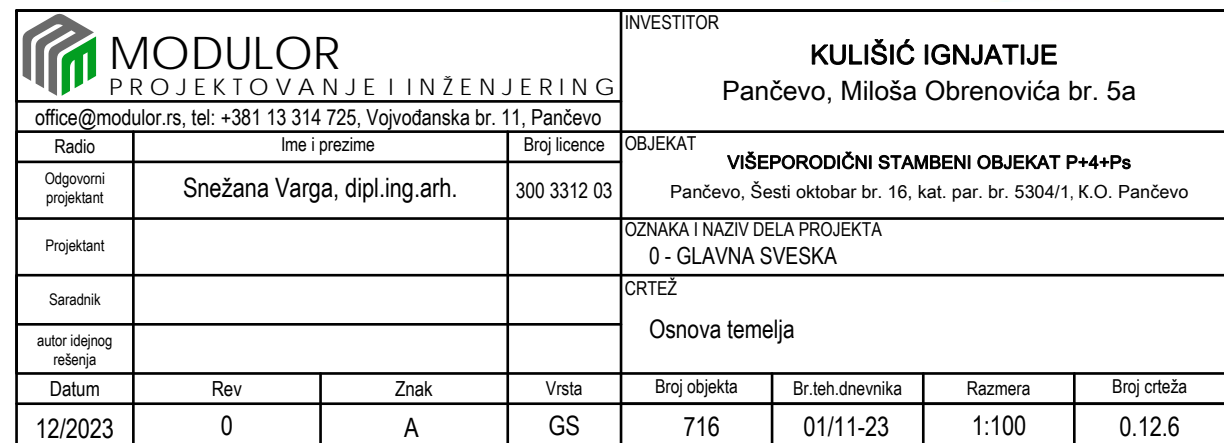 MODULOR
PROJEKTOVANJE I INŽENJERING
office@modulor.rs, tel: +381 13 314 725, Vojvođanska br. 11, Pančevo
INVESTITOR
KULIŠIĆ IGNJATIJE
Pančevo, Miloša Obrenovića br. 5a
Radio Ime i prezime Broj licence
Odgovorni
projektant
Snežana Varga, dipl.ing.arh. 300 3312 03
OBJEKAT
VIŠEPORODIČNI STAMBENI OBJEKAT P+4+Ps
Pančevo, Šesti oktobar br. 16, kat. par. br. 5304/1, K.O. Pančevo
Projektant
OZNAKA I NAZIV DELA PROJEKTA
0 - GLAVNA SVESKA
Saradnik
autor idejnog
rešenja
CRTEŽ
Osnova temelja
Datum Rev Znak Vrsta Broj objekta Br.teh.dnevnika Razmera Broj crteža
12/2023 0 A GS 716 01/11-23 1:100 0.12.6